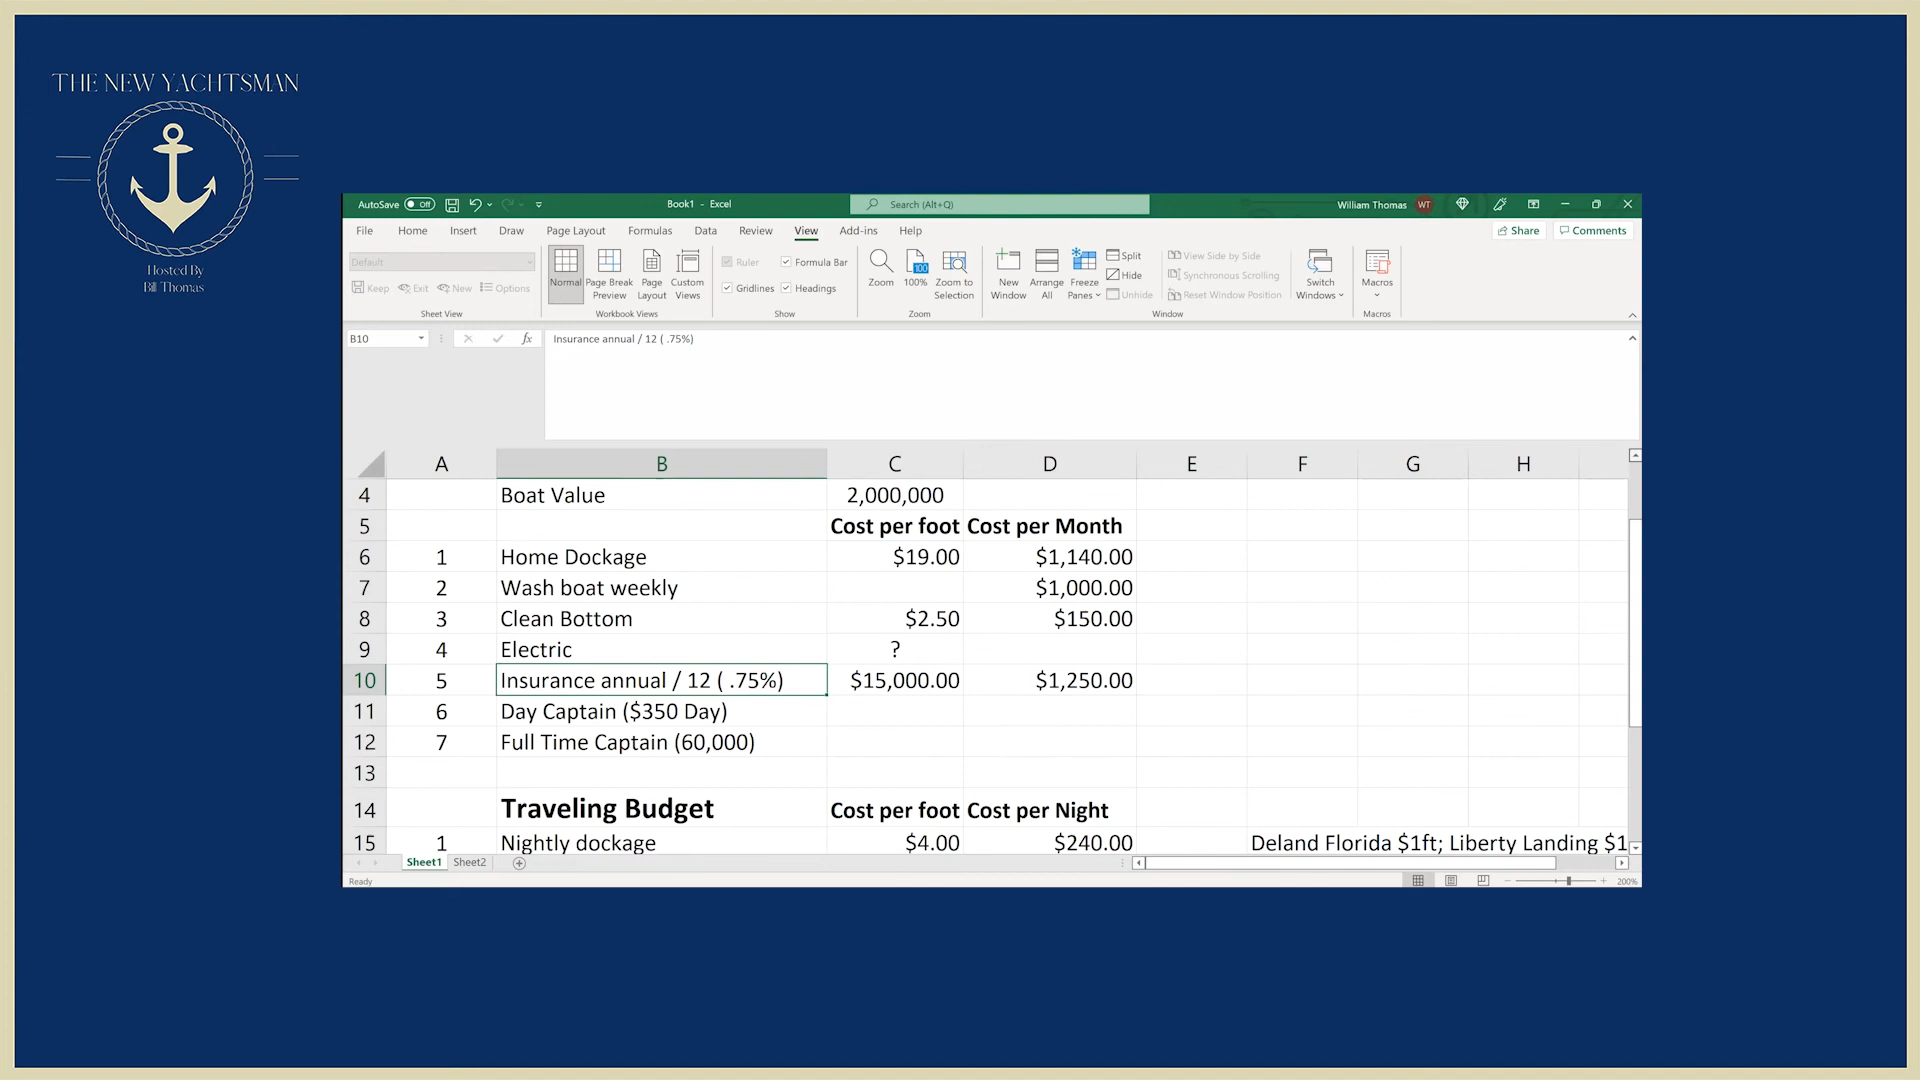 THE NEW YACHTSMAN
Hosted By
Bill Thomas
AutoSave Off Book1 - Excel Search (Alt+Q) William Thomas WT
File Home Insert Draw Page Layout Formulas Data Review View Add-ins Help Share Comments
Default
Keep Exit New Options
Sheet View
Normal Page Break Preview Page Layout Custom Views
Workbook Views
Ruler Formula Bar
Gridlines Headings
Show
Zoom 100% Zoom to Selection
Zoom
New Window Arrange All Freeze Panes
Split
Hide
Unhide
View Side by Side
Synchronous Scrolling
Reset Window Position
Switch Windows
Window
Macros
Macros
B10 fx Insurance annual / 12 ( .75%)
A B C D E F G H
4 Boat Value 2,000,000
5 Cost per foot Cost per Month
6 1 Home Dockage $19.00 $1,140.00
7 2 Wash boat weekly $1,000.00
8 3 Clean Bottom $2.50 $150.00
9 4 Electric ?
10 5 Insurance annual / 12 ( .75%) $15,000.00 $1,250.00
11 6 Day Captain ($350 Day)
12 7 Full Time Captain (60,000)
13
14 Traveling Budget Cost per foot Cost per Night
15 1 Nightly dockage $4.00 $240.00 Deland Florida $1ft; Liberty Landing $1
Sheet1 Sheet2
Ready 200%